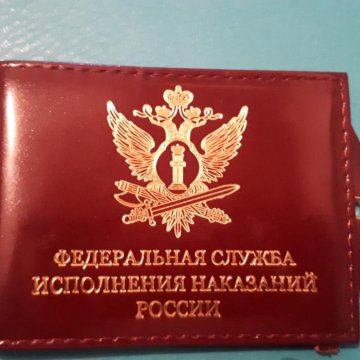 ФЕДЕРАЛЬНАЯ СЛУЖБА
ИСПОЛНЕНИЯ НАКАЗАНИЙ
РОССИИ